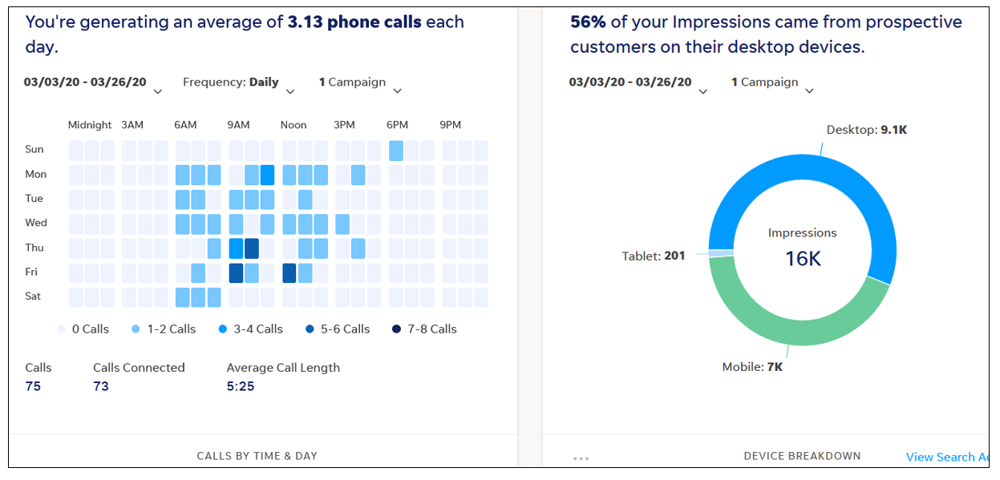 You're generating an average of 3.13 phone calls each
day.
03/03/20 - 03/26/20 Frequency: Daily 1 Campaign
Midnight 3AM 6AM 9AM Noon 3PM 6PM 9PM
Sun
Mon
Tue
Wed
Thu
Fri
Sat
0 Calls 1-2 Calls 3-4 Calls 5-6 Calls 7-8 Calls
Calls Calls Connected Average Call Length
75 73 5:25
CALLS BY TIME & DAY
56% of your Impressions came from prospective
customers on their desktop devices.
03/03/20 - 03/26/20 1 Campaign
Desktop: 9.1K
Impressions
16K
Tablet: 201
Mobile: 7K
... DEVICE BREAKDOWN View Search